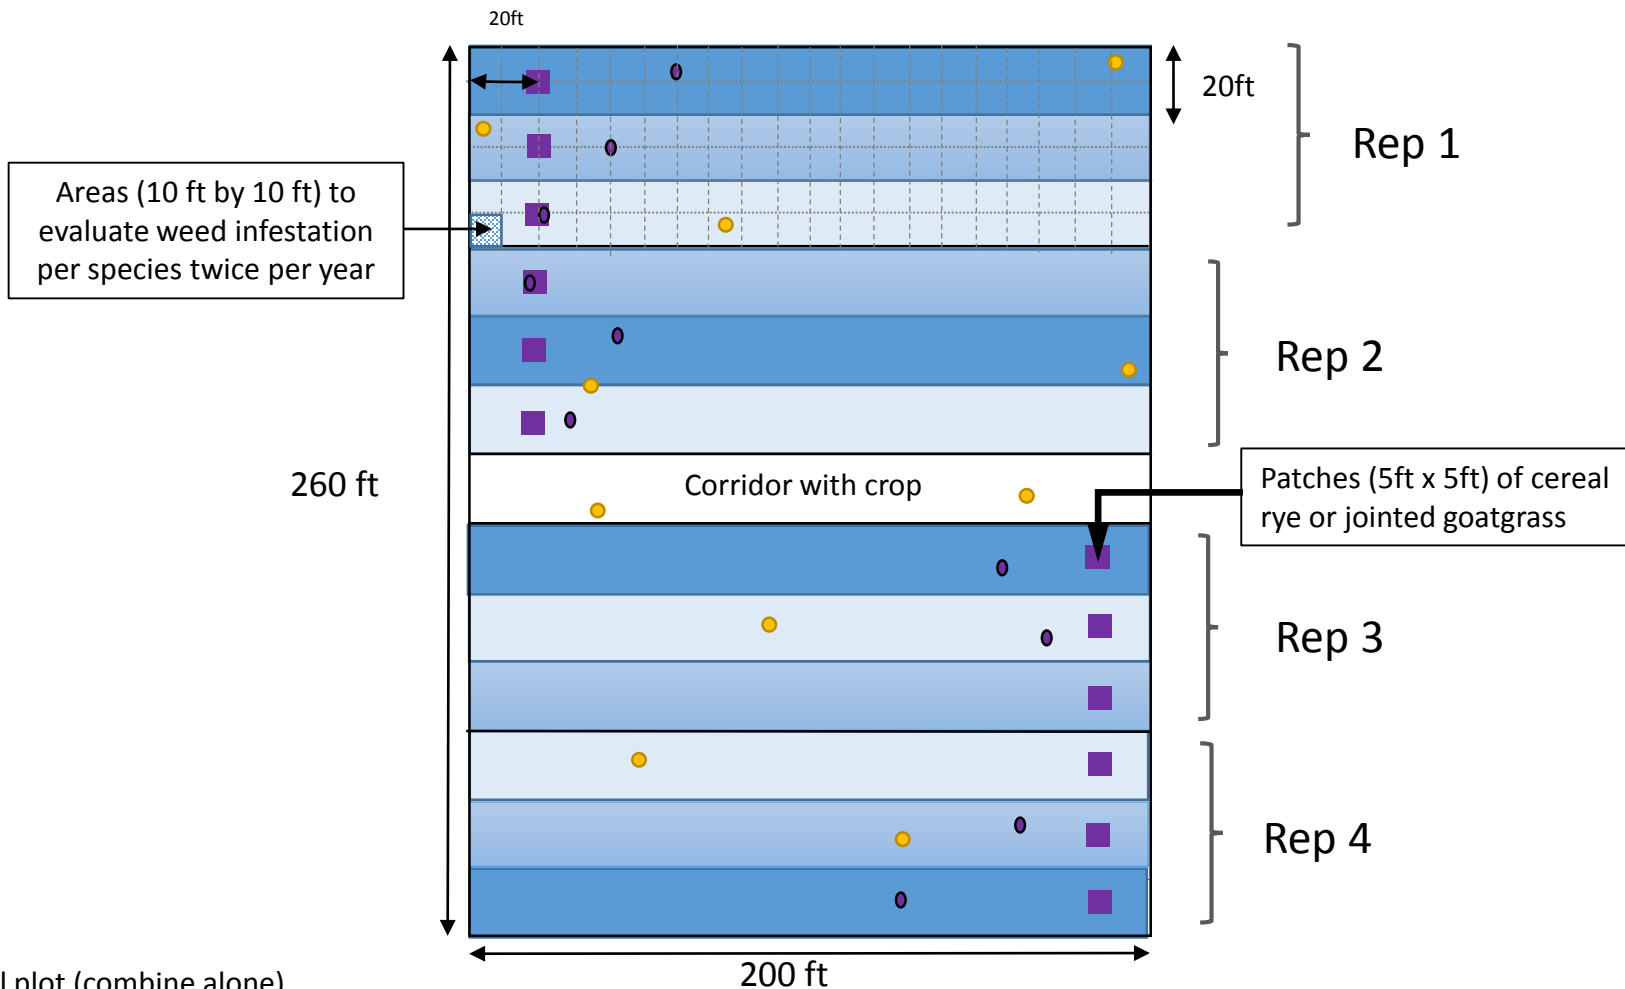 20ft
20ft
Rep 1
Areas (10 ft by 10 ft) to
evaluate weed infestation
per species twice per year
Rep 2
260 ft
Corridor with crop
Patches (5ft x 5ft) of cereal
rye or jointed goatgrass
Rep 3
Rep 4
200 ft
plot (combine alone)